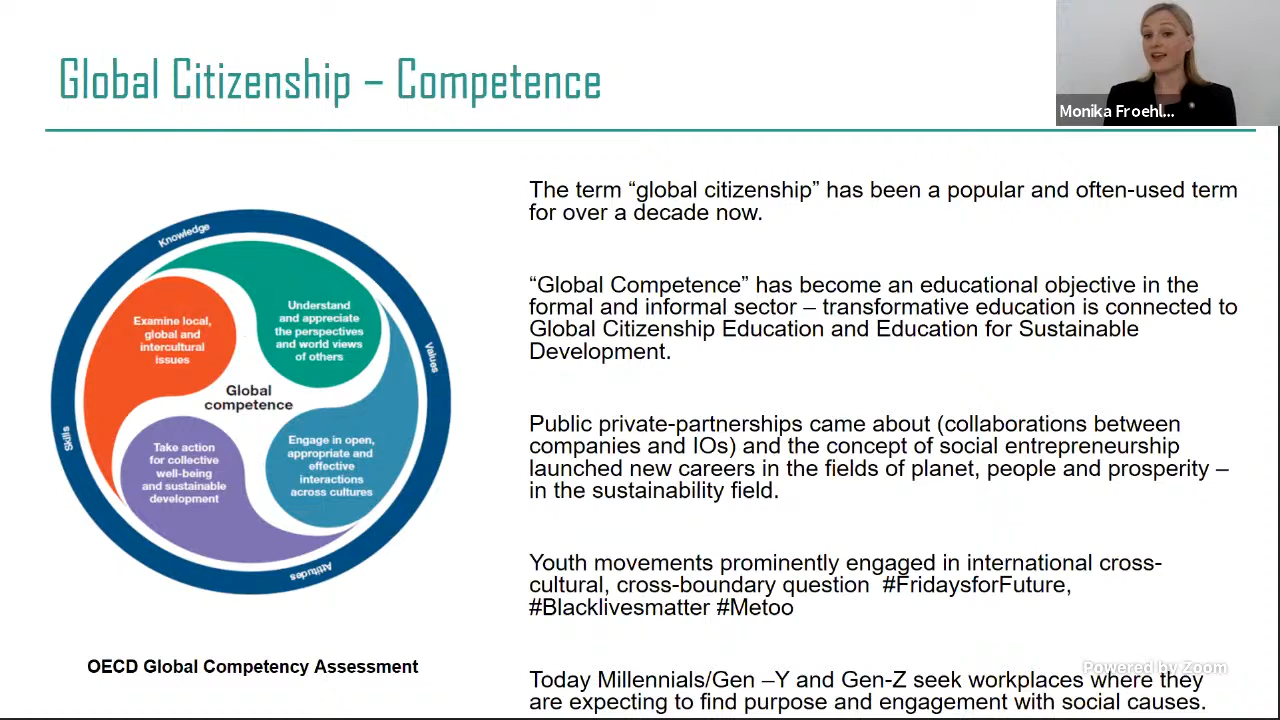 Global Citizenship – Competence
Monika Froehl...
The term “global citizenship” has been a popular and often-used term
for over a decade now.
“Global Competence” has become an educational objective in the
formal and informal sector – transformative education is connected to
Global Citizenship Education and Education for Sustainable
Development.
Public private-partnerships came about (collaborations between
companies and IOs) and the concept of social entrepreneurship
launched new careers in the fields of planet, people and prosperity –
in the sustainability field.
Youth movements prominently engaged in international cross-
cultural, cross-boundary question  #FridaysforFuture,
#Blacklivesmatter #Metoo
Today Millennials/Gen –Y and Gen-Z seek workplaces where they
are expecting to find purpose and engagement with social causes.
Knowledge
Values
Attitudes
Skills
Examine local,
global and
intercultural
issues
Understand
and appreciate
the perspectives
and world views
of others
Global
competence
Take action
for collective
well-being
and sustainable
development
Engage in open,
appropriate and
effective
interactions
across cultures
OECD Global Competency Assessment
Powered by Zoom